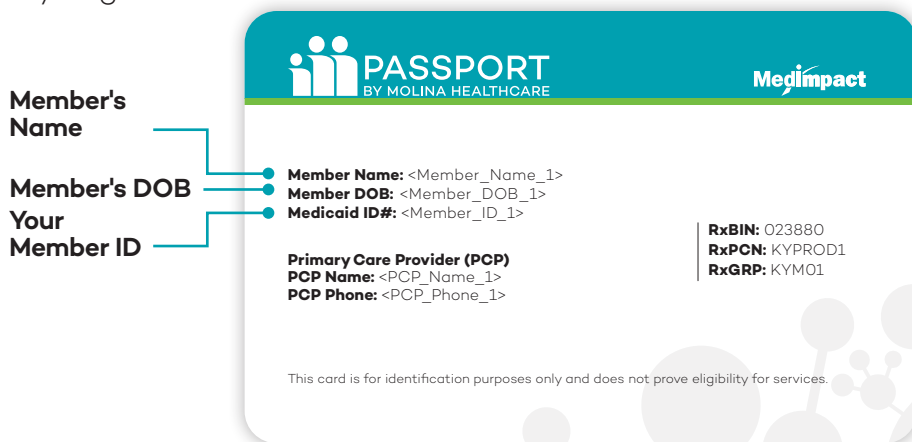 Member's
Name
Member's DOB
Your
Member ID
PASSPORT
BY MOLINA HEALTHCARE
Medimpact
Member Name: <Member_Name_1>
Member DOB: <Member_DOB_1>
Medicaid ID#: <Member_ID_1>
Primary Care Provider (PCP)
PCP Name: <PCP_Name_1>
PCP Phone: <PCP_Phone_1>
RxBIN: 023880
RxPCN: KYPROD1
RxGRP: KYM01
This card is for identification purposes only and does not prove eligibility for services.